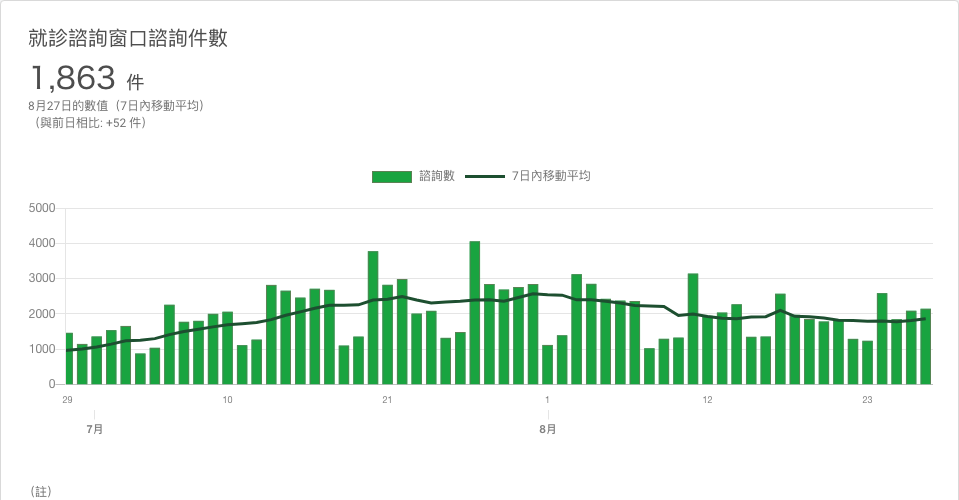 就診諮詢窗口諮詢件數
1,863 件
8月27日的數值（7日內移動平均）
（與前日相比: +52 件）
諮詢數 7日內移動平均
5000
4000
3000
2000
1000
0
29 10 21 1 12 23
7月 8月
（註）